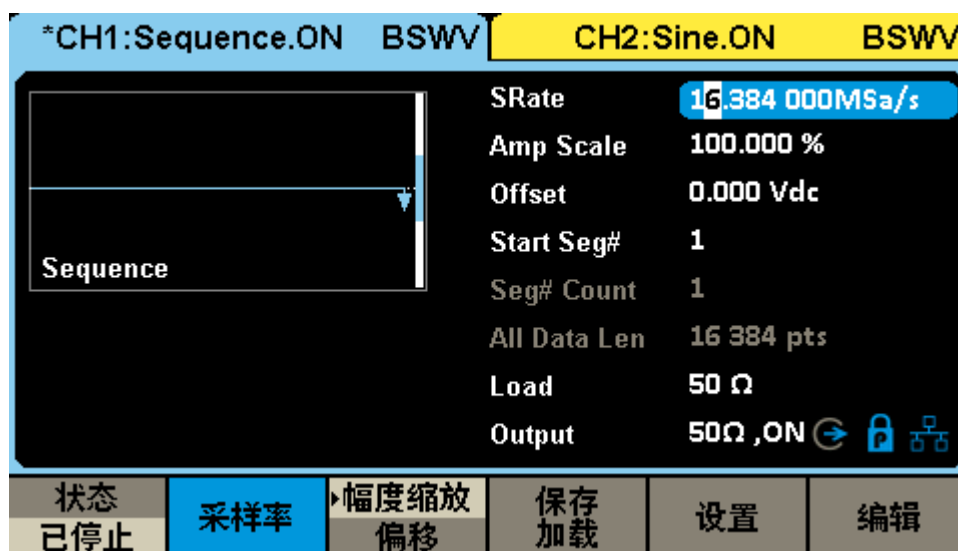 *CH1:Sequence.ON BSWV CH2:Sine.ON BSWV
SRate 16.384 000MSa/s
Amp Scale 100.000 %
Offset 0.000 Vdc
Start Seg# 1
Sequence
Seg# Count 1
All Data Len 16 384 pts
Load 50 Ω
Output 50Ω ,ON
状态 已停止
采样率
幅度缩放 偏移
保存 加载
设置
编辑